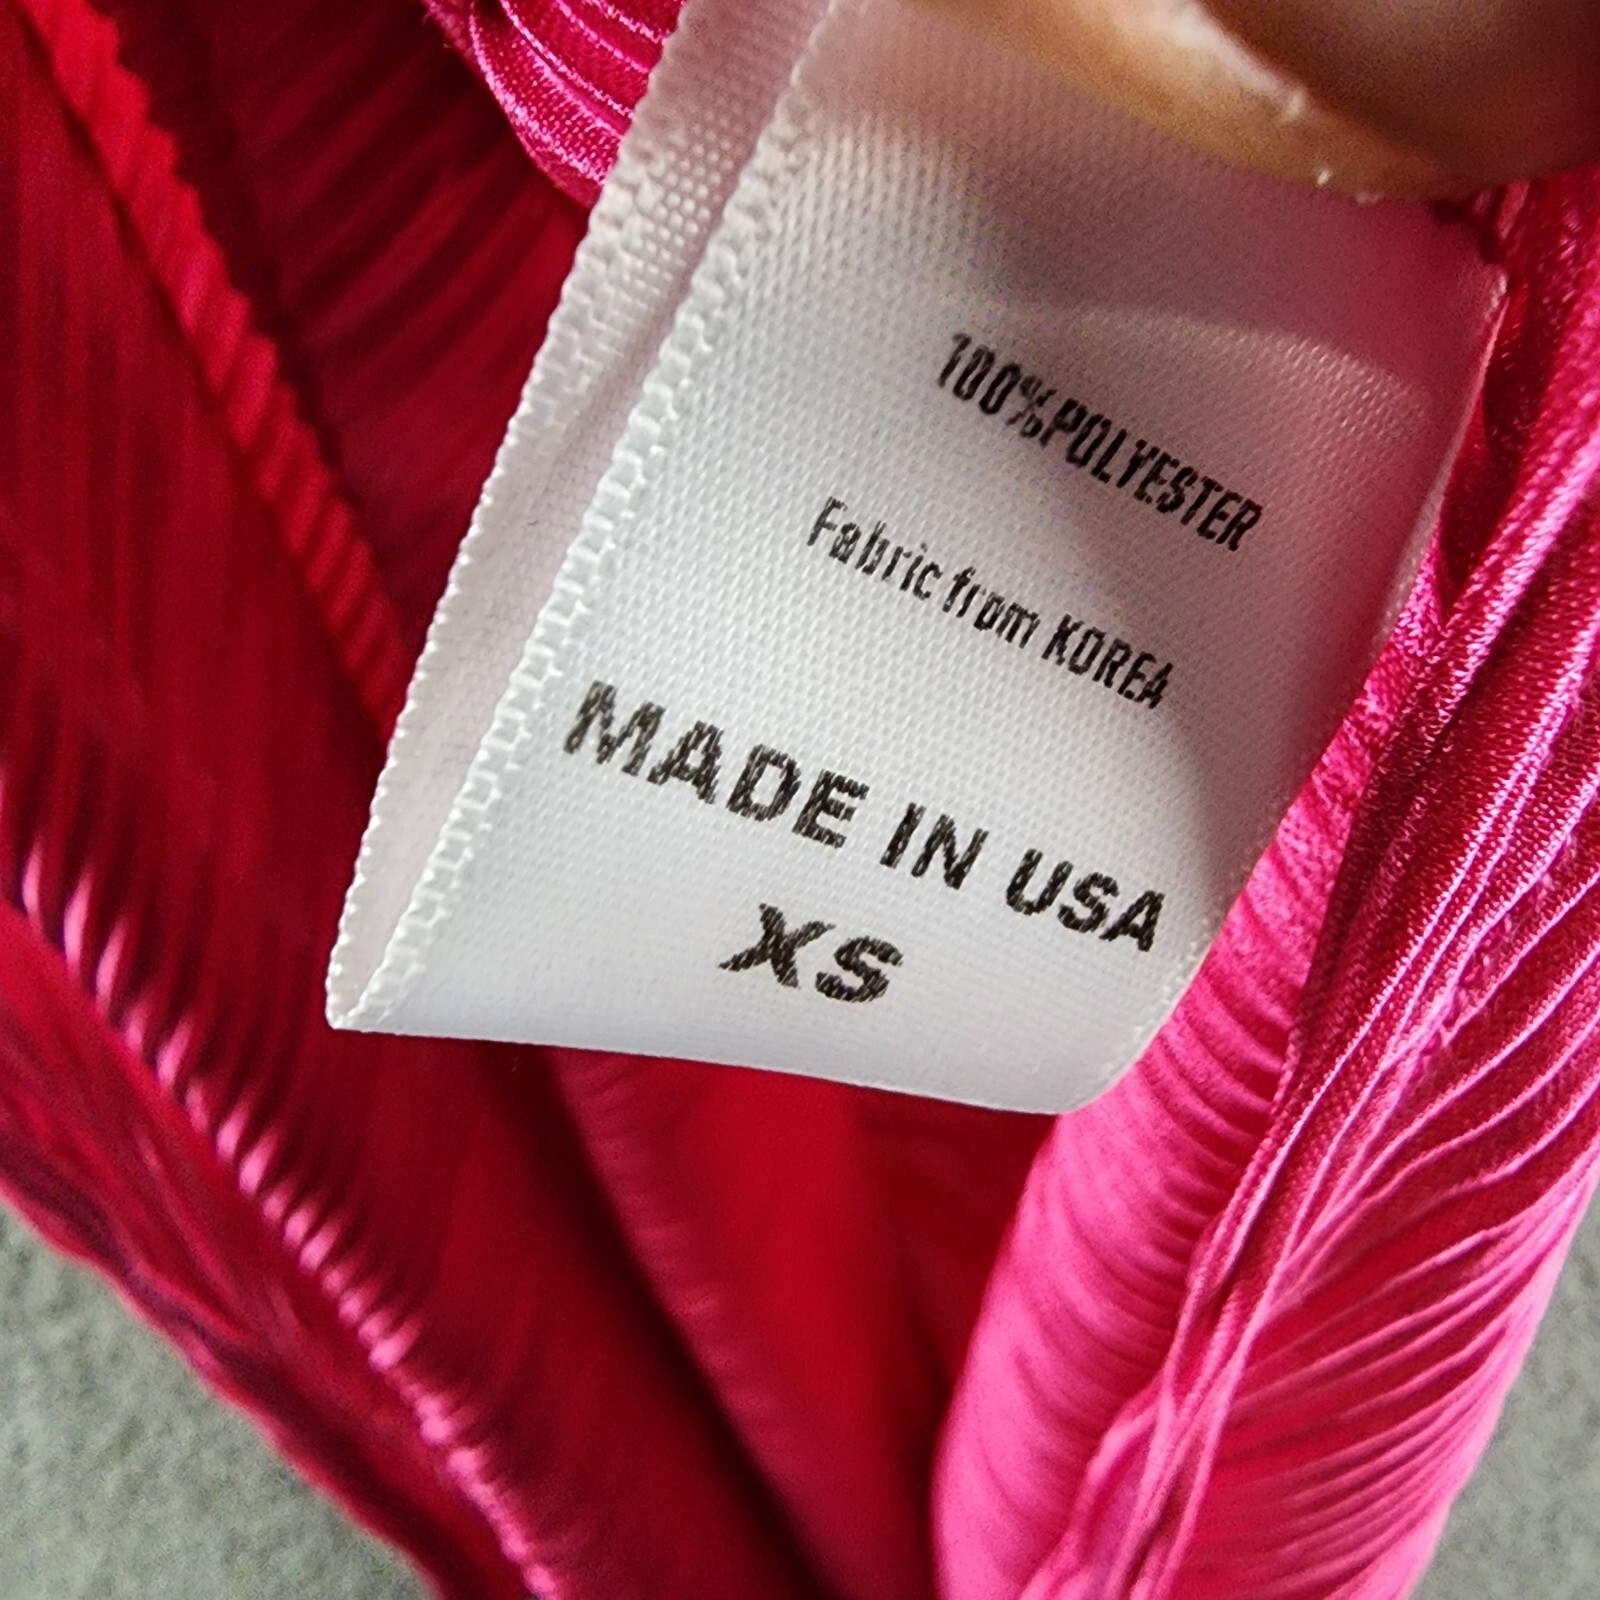 100%POLYESTER
Fabric from KOREA
MADE IN USA
XS